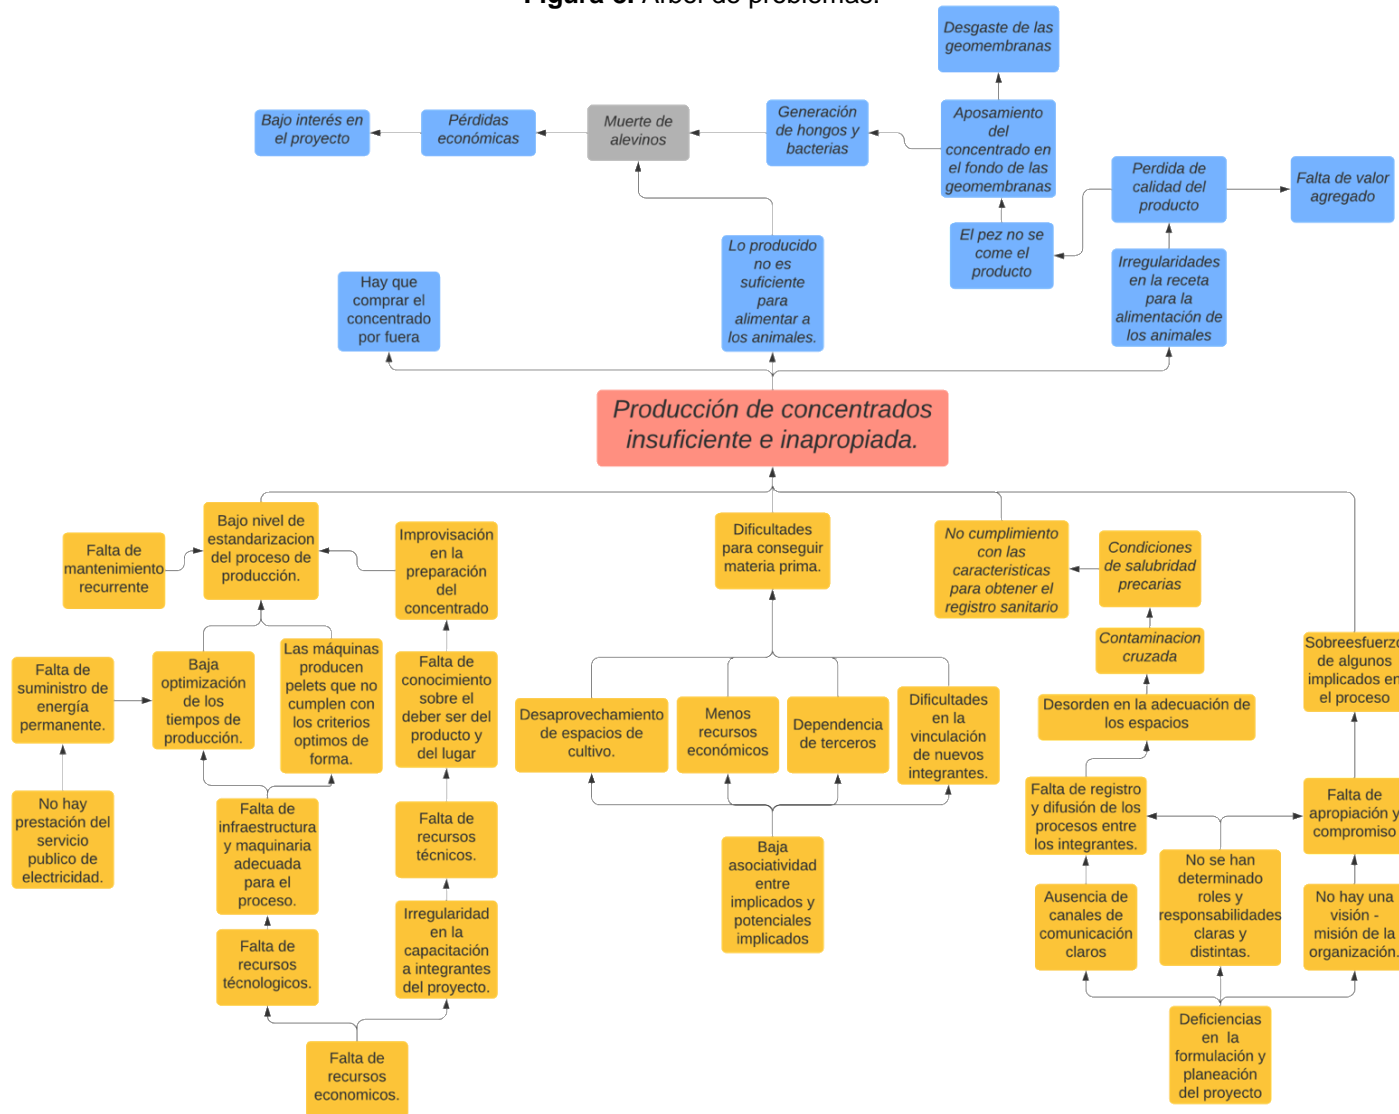 Figura 8. Árbol de problemas.
Desgaste de las
geomembranas
Bajo interés en
el proyecto
Pérdidas
económicas
Muerte de
alevinos
Generación
de hongos y
bacterias
Aposamiento
del
concentrado en
el fondo de las
geomembranas
Perdida de
calidad del
producto
Falta de valor
agregado
El pez no se
come el
producto
Irregularidades
en la receta
para la
alimentación de
los animales
Lo producido
no es
suficiente
para
alimentar a
los animales.
Hay que
comprar el
concentrado
por fuera
Producción de concentrados
insuficiente e inapropiada.
Falta de
mantenimiento
recurrente
Bajo nivel de
estandarizacion
del proceso de
producción.
Improvisación
en la
preparación
del
concentrado
Dificultades
para conseguir
materia prima.
No cumplimiento
con las
caracteristicas
para obtener el
registro sanitario
Condiciones
de salubridad
precarias
Contaminacion
cruzada
Sobreesfuerzo
de algunos
implicados en
el proceso
Falta de
suministro de
energía
permanente.
Baja
optimización
de los
tiempos de
producción.
Las máquinas
producen
pelets que no
cumplen con
los criterios
optimos de
forma.
Falta de
conocimiento
sobre el
deber ser del
producto y
del lugar
Desaprovechamiento
de espacios de
cultivo.
Menos
recursos
económicos
Dependencia
de terceros
Dificultades
en la
vinculación
de nuevos
integrantes.
Desorden en la adecuación de
los espacios
No hay
prestación del
servicio
publico de
electricidad.
Falta de
infraestructura
y maquinaria
adecuada
para el
proceso.
Falta de
recursos
técnicos.
Baja
asociatividad
entre
implicados y
potenciales
implicados
Falta de registro
y difusión de los
procesos entre
los integrantes.
No se han
determinado
roles y
responsabilidades
claras y
distintas.
Falta de
apropiación y
compromiso
Falta de
recursos
técnologicos.
Irregularidad
en la
capacitación
a integrantes
del proyecto.
Ausencia de
canales de
comunicación
claros
No hay una
visión -
misión de la
organización.
Falta de
recursos
economicos.
Deficiencias
en la
formulación y
planeación
del proyecto